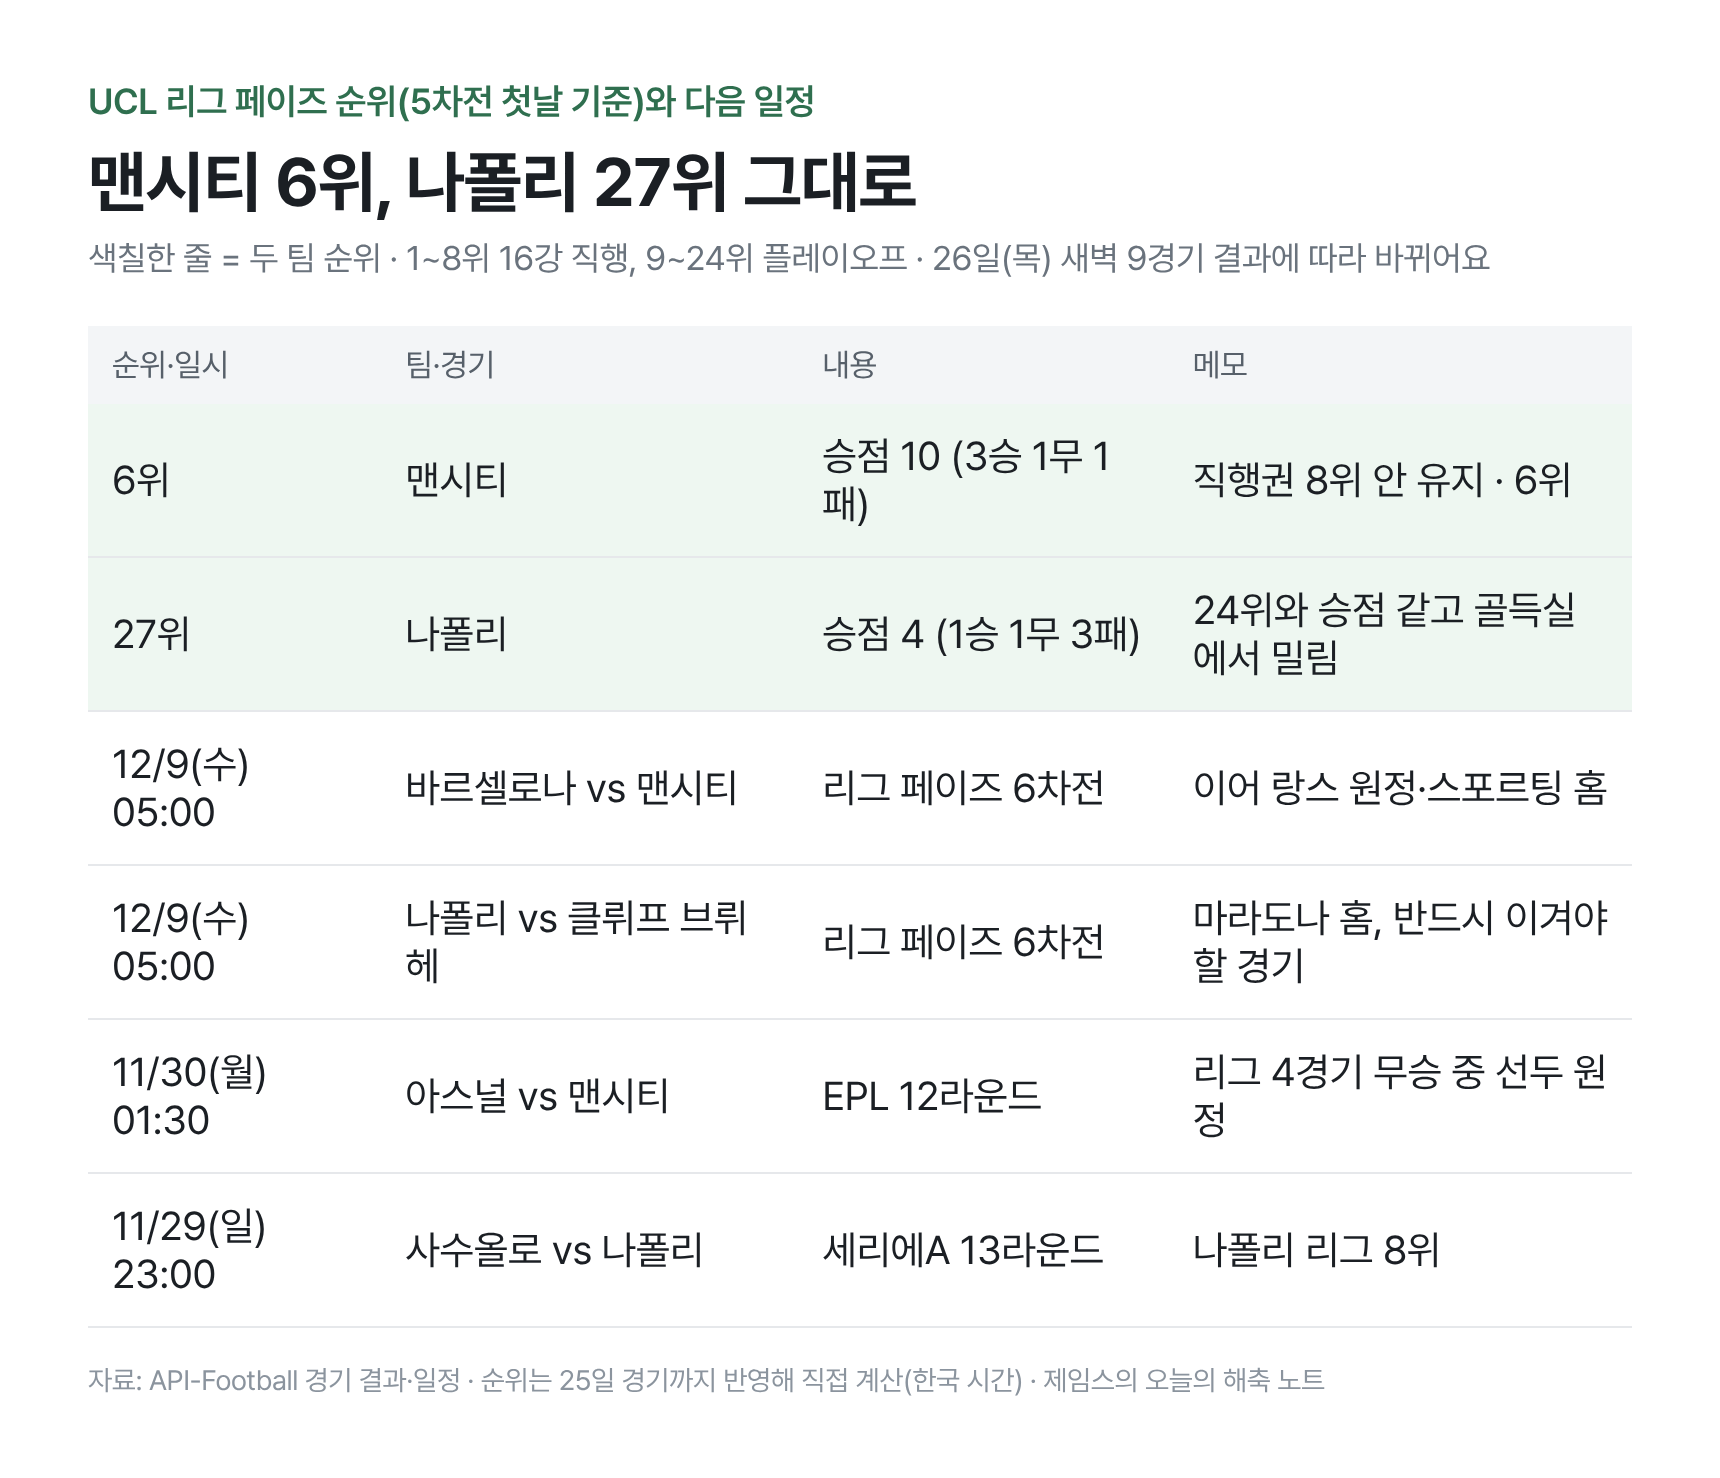 UCL 리그 페이즈 순위(5차전 첫날 기준)와 다음 일정
맨시티 6위, 나폴리 27위 그대로
색칠한 줄 = 두 팀 순위 · 1~8위 16강 직행, 9~24위 플레이오프 · 26일(목) 새벽 9경기 결과에 따라 바뀌어요
순위·일시 팀·경기 내용 메모
6위 맨시티 승점 10 (3승 1무 1
패) 직행권 8위 안 유지 · 6위
27위 나폴리 승점 4 (1승 1무 3패) 24위와 승점 같고 골득실
에서 밀림
12/9(수)
05:00 바르셀로나 vs 맨시티 리그 페이즈 6차전 이어 랑스 원정·스포르팅 홈
12/9(수)
05:00 나폴리 vs 클뤼프 브뤼
헤 리그 페이즈 6차전 마라도나 홈, 반드시 이겨야
할 경기
11/30(월)
01:30 아스널 vs 맨시티 EPL 12라운드 리그 4경기 무승 중 선두 원
정
11/29(일)
23:00 사수올로 vs 나폴리 세리에A 13라운드 나폴리 리그 8위
자료: API-Football 경기 결과·일정 · 순위는 25일 경기까지 반영해 직접 계산(한국 시간) · 제임스의 오늘의 해축 노트